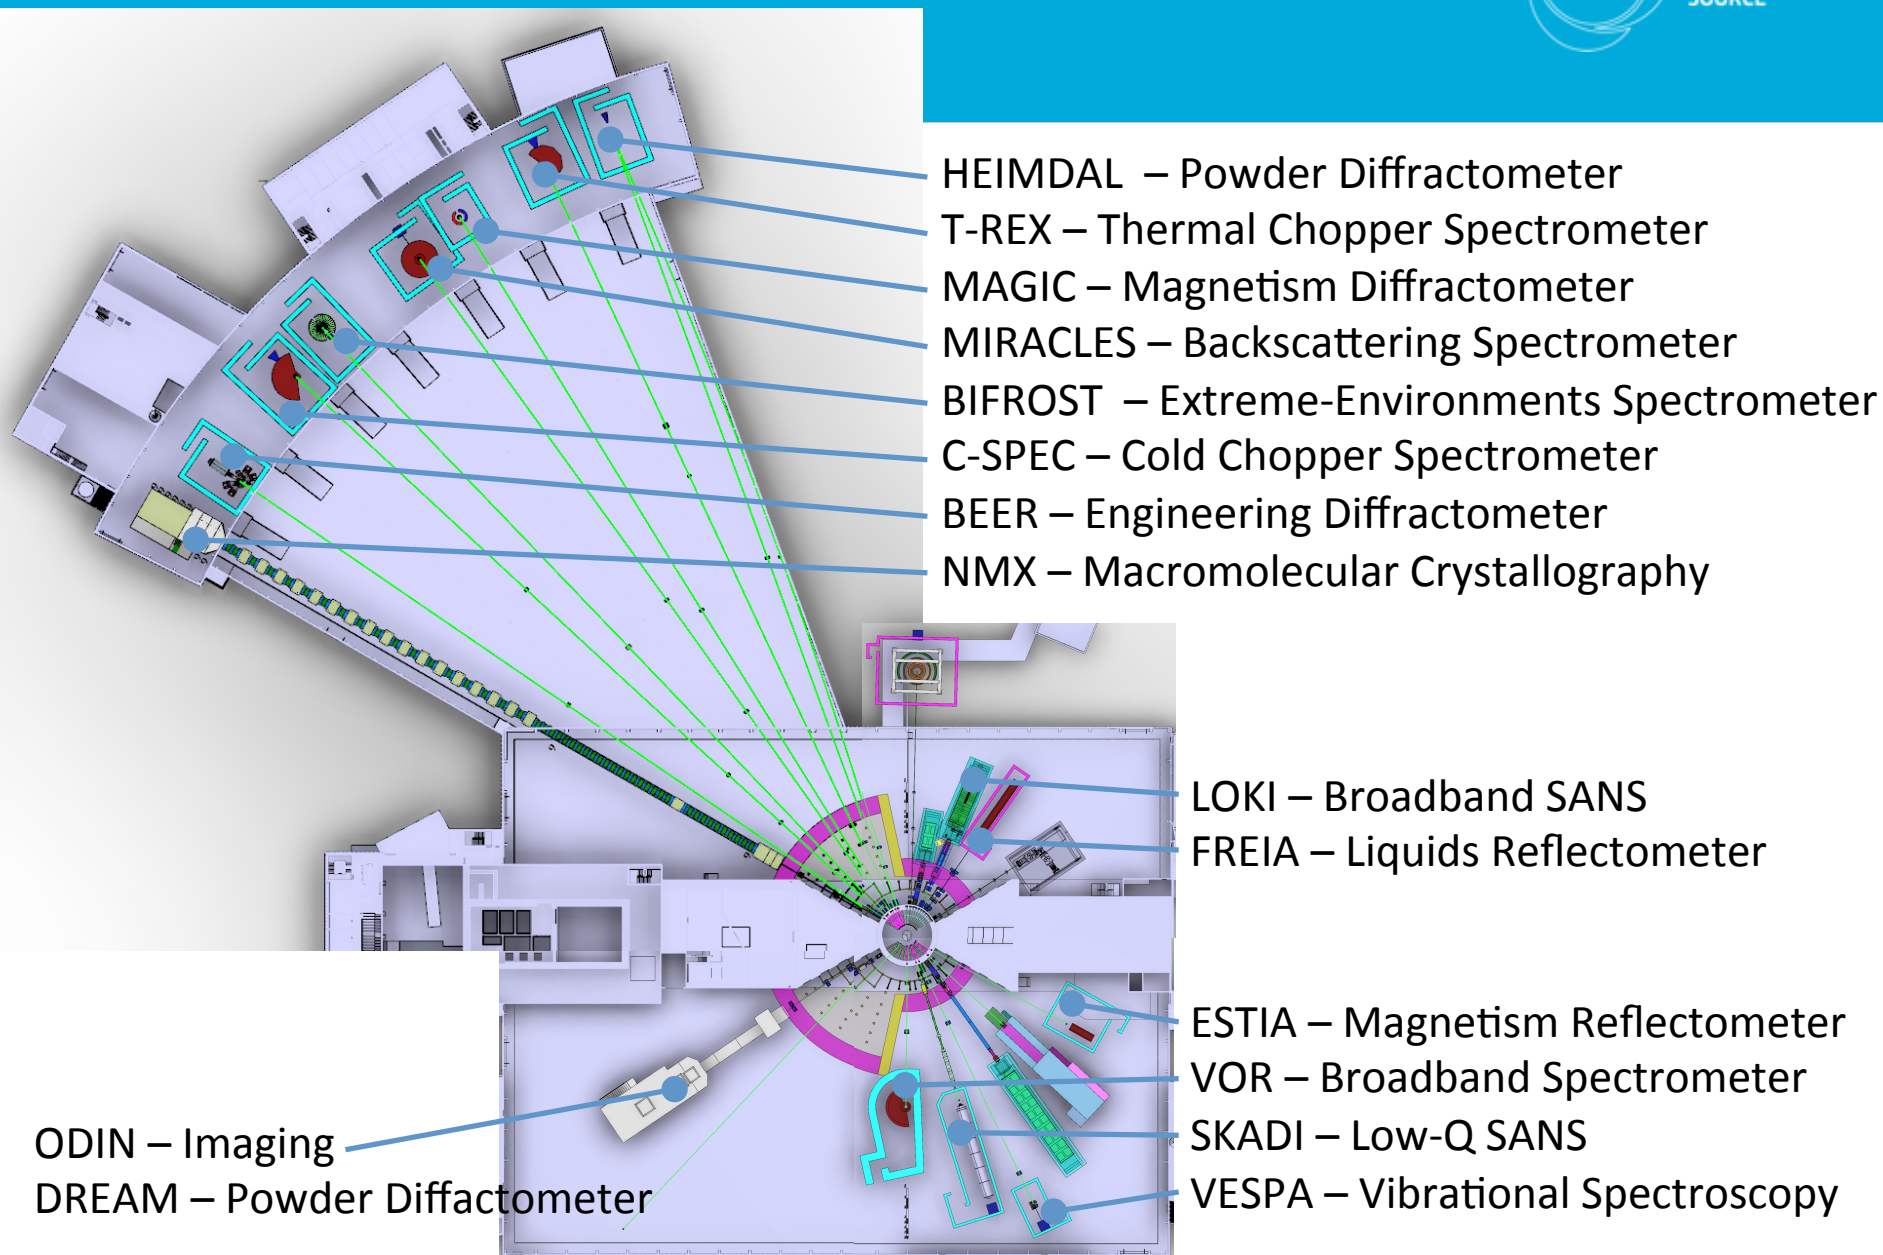 SOURCE
HEIMDAL – Powder Diffractometer
T-REX – Thermal Chopper Spectrometer
MAGIC – Magnetism Diffractometer
MIRACLES – Backscattering Spectrometer
BIFROST – Extreme-Environments Spectrometer
C-SPEC – Cold Chopper Spectrometer
BEER – Engineering Diffractometer
NMX – Macromolecular Crystallography
LOKI – Broadband SANS
FREIA – Liquids Reflectometer
ESTIA – Magnetism Reflectometer
VOR – Broadband Spectrometer
SKADI – Low-Q SANS
VESPA – Vibrational Spectroscopy
ODIN – Imaging
DREAM – Powder Diffactometer